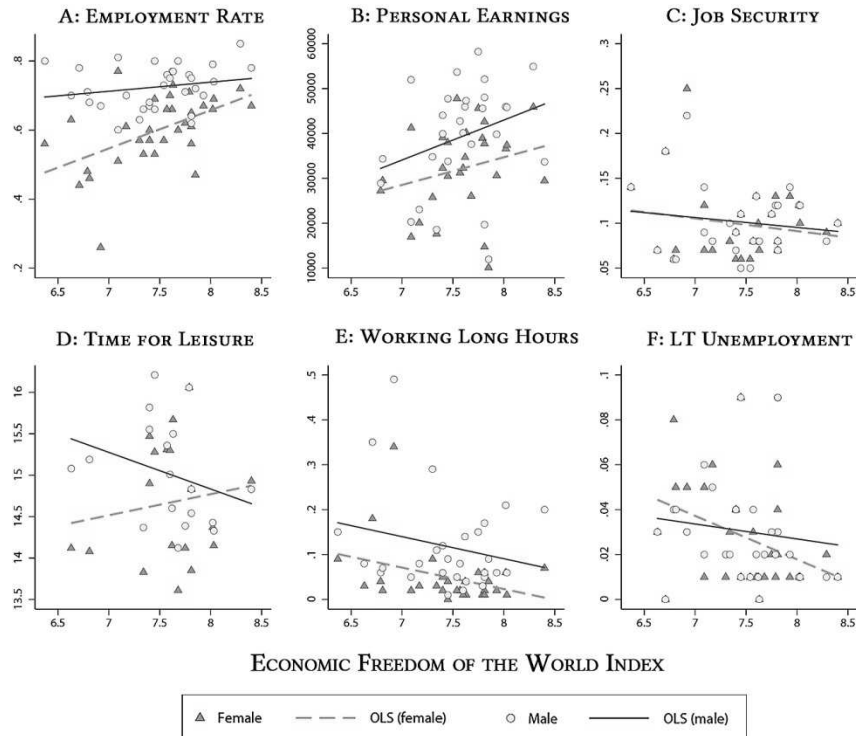 A: Employment Rate
B: Personal Earnings
C: Job Security
.8
.6
.4
.2
60000
50000
40000
30000
20000
10000
.3
.25
.2
.15
.1
.05
6.5 7 7.5 8 8.5
6.5 7 7.5 8 8.5
6.5 7 7.5 8 8.5
D: Time for Leisure
E: Working Long Hours
F: LT Unemployment
16
15.5
15
14.5
14
13.5
.5
.4
.3
.2
.1
0
.1
.08
.06
.04
.02
0
6.5 7 7.5 8 8.5
6.5 7 7.5 8 8.5
6.5 7 7.5 8 8.5
Economic Freedom of the World Index
Female OLS (female) Male OLS (male)